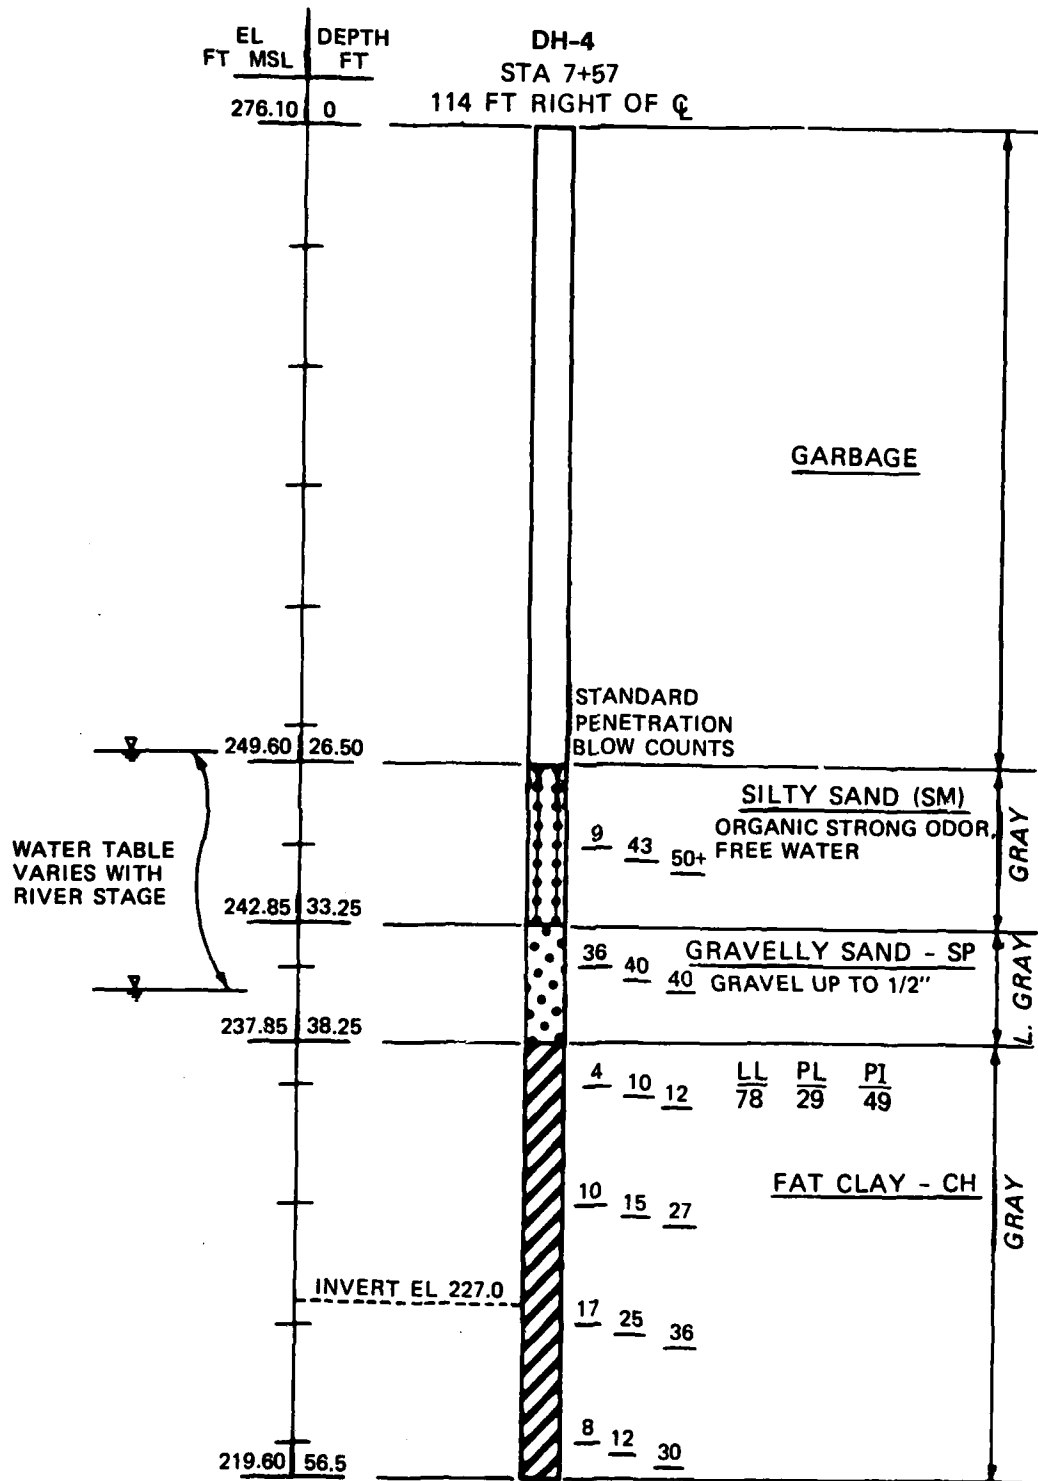 EL DEPTH
FT MSL FT
DH-4
STA 7+57
114 FT RIGHT OF ℄
276.10 0
GARBAGE
STANDARD
PENETRATION
BLOW COUNTS
249.60 26.50
SILTY SAND (SM)
ORGANIC STRONG ODOR,
FREE WATER
9 43 50+
GRAY
WATER TABLE
VARIES WITH
RIVER STAGE
242.85 33.25
36 40 40
GRAVELLY SAND - SP
GRAVEL UP TO 1/2"
L. GRAY
237.85 38.25
4 10 12
LL PL PI
78 29 49
10 15 27
FAT CLAY - CH
GRAY
INVERT EL 227.0
17 25 36
8 12 30
219.60 56.5